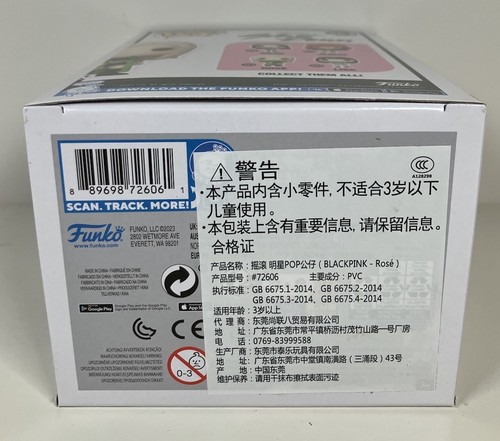 COLLECT THEM ALL!
DOWNLOAD THE FUNKO APP!
Funko
8 89698 72606 1
SCAN. TRACK. MORE!
Funko
FUNKO, LLC ©2023
2802 WETMORE AVE
EVERETT, WA 98201
MADE IN CHINA
Google Play
0-3
警告
CCC
A128298
•本产品内含小零件, 不适合3岁以下
儿童使用。
•本包装上含有重要信息, 请保留信息.
合格证
产品名称: 摇滚 明星POP公仔 ( BLACKPINK - Rosé )
产品型号: #72606 主要成分: PVC
执行标准: GB 6675.1-2014, GB 6675.2-2014
GB 6675.3-2014, GB 6675.4-2014
适用年龄: 3岁以上
代 理 商: 东莞尚联八贸易有限公司
地 址: 广东省东莞市常平镇桥沥村茂竹山路一号厂房
电 话: 0769-83999588
生产厂商: 东莞市泰乐玩具有限公司
地 址: 广东省东莞市中堂镇南潢路 (三涌段) 43号
产 地: 中国东莞
维护保养: 请用干抹布擦拭表面污迹